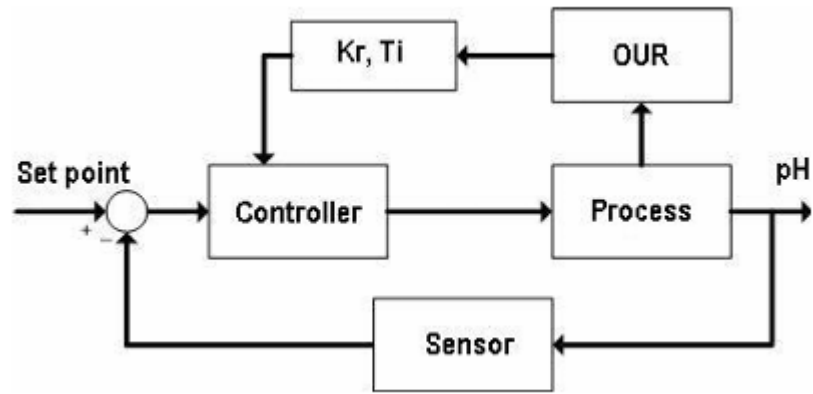 Kr, Ti
OUR
Set point
pH
Controller
Process
+
–
Sensor